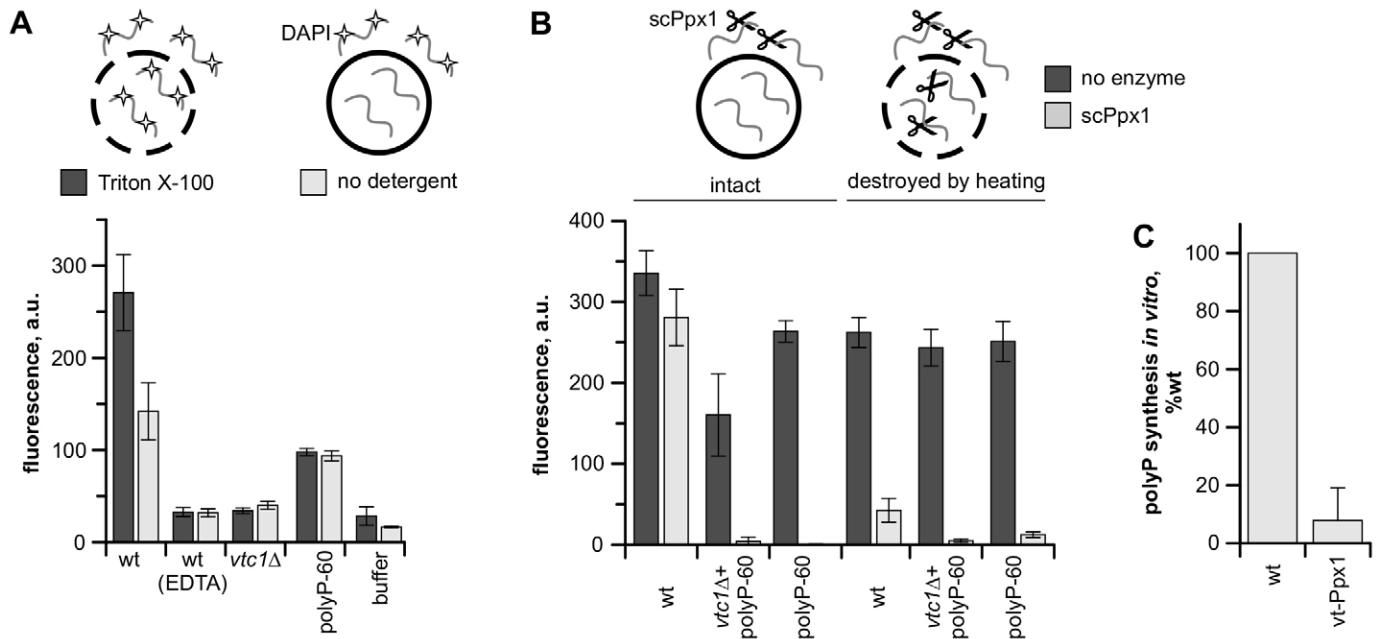 A
DAPI
Triton X-100
no detergent
fluorescence, a.u.
300
200
100
0
wt
wt
(EDTA)
vtc1Δ
polyP-60
buffer
B
scPpx1
no enzyme
scPpx1
intact
destroyed by heating
fluorescence, a.u.
400
300
200
100
0
wt
vtc1Δ+
polyP-60
polyP-60
wt
vtc1Δ+
polyP-60
polyP-60
C
polyP synthesis in vitro,
%wt
100
80
60
40
20
0
wt
vt-Ppx1